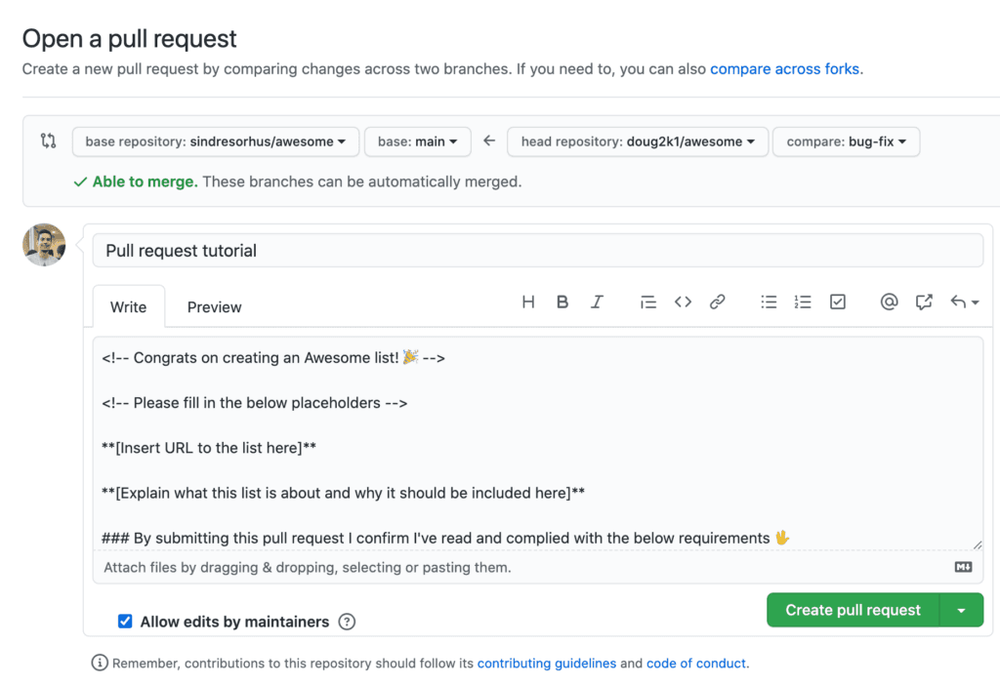 Open a pull request
Create a new pull request by comparing changes across two branches. If you need to, you can also compare across forks.
base repository: sindresorhus/awesome base: main head repository: doug2k1/awesome compare: bug-fix
Able to merge. These branches can be automatically merged.
Pull request tutorial
Write Preview
<!-- Congrats on creating an Awesome list! 🎉 -->
<!-- Please fill in the below placeholders -->
**[Insert URL to the list here]**
**[Explain what this list is about and why it should be included here]**
### By submitting this pull request I confirm I've read and complied with the below requirements 🖖
Attach files by dragging & dropping, selecting or pasting them.
Allow edits by maintainers
Create pull request
Remember, contributions to this repository should follow its contributing guidelines and code of conduct.